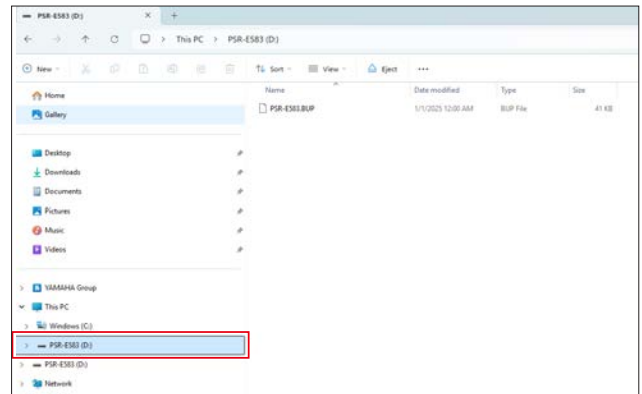 PSR-E583 (D:)
This PC > PSR-E583 (D:)
New Sort View Eject
Name Date modified Type Size
Home
Gallery
PSR-E583.BUP 1/1/2025 12:00 AM BUP File 41 KB
Desktop
Downloads
Documents
Pictures
Music
Videos
YAMAHA Group
This PC
Windows (C:)
PSR-E583 (D:)
PSR-E583 (D:)
Network